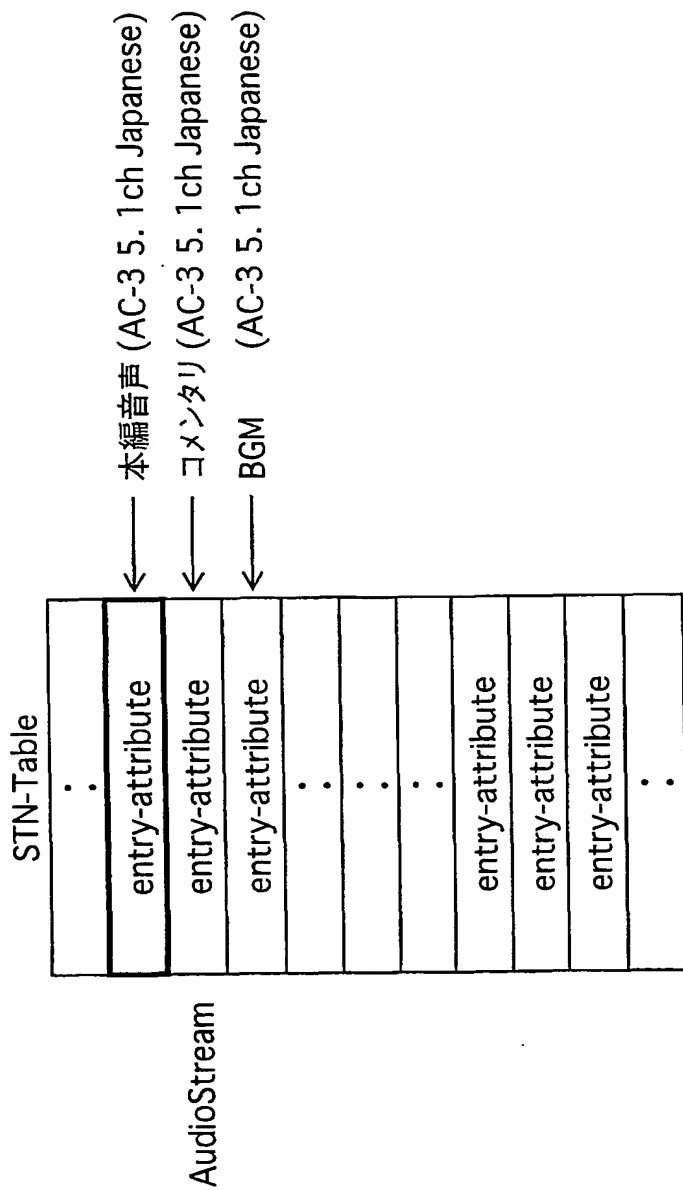 STN-Table
・・
entry-attribute ← 本編音声 (AC-3 5. 1ch Japanese)
AudioStream entry-attribute ← コメンタリ (AC-3 5. 1ch Japanese)
entry-attribute ← BGM (AC-3 5. 1ch Japanese)
・・
・・
・・
entry-attribute
entry-attribute
entry-attribute
・・